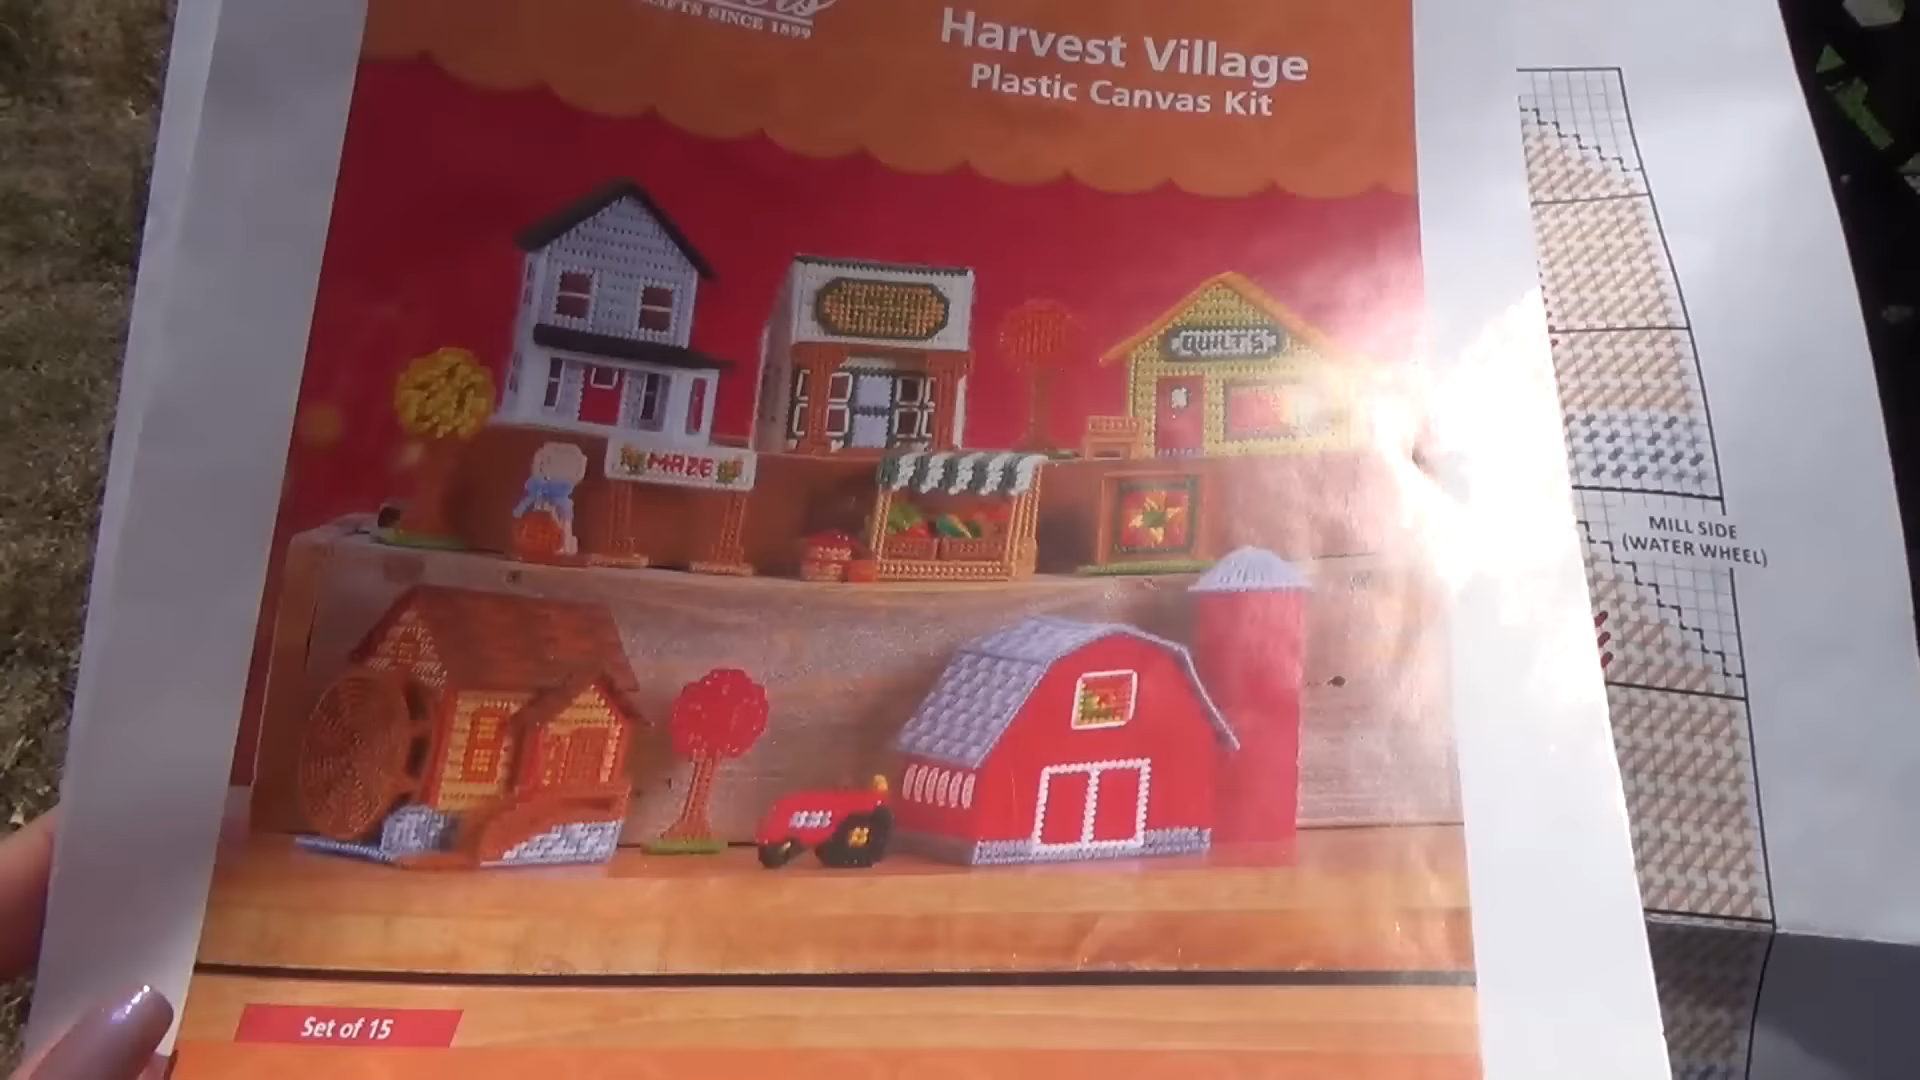 CRAFTS SINCE 1899
Harvest Village
Plastic Canvas Kit
QUILTS
MAZE
MILL SIDE
(WATER WHEEL)
Set of 15